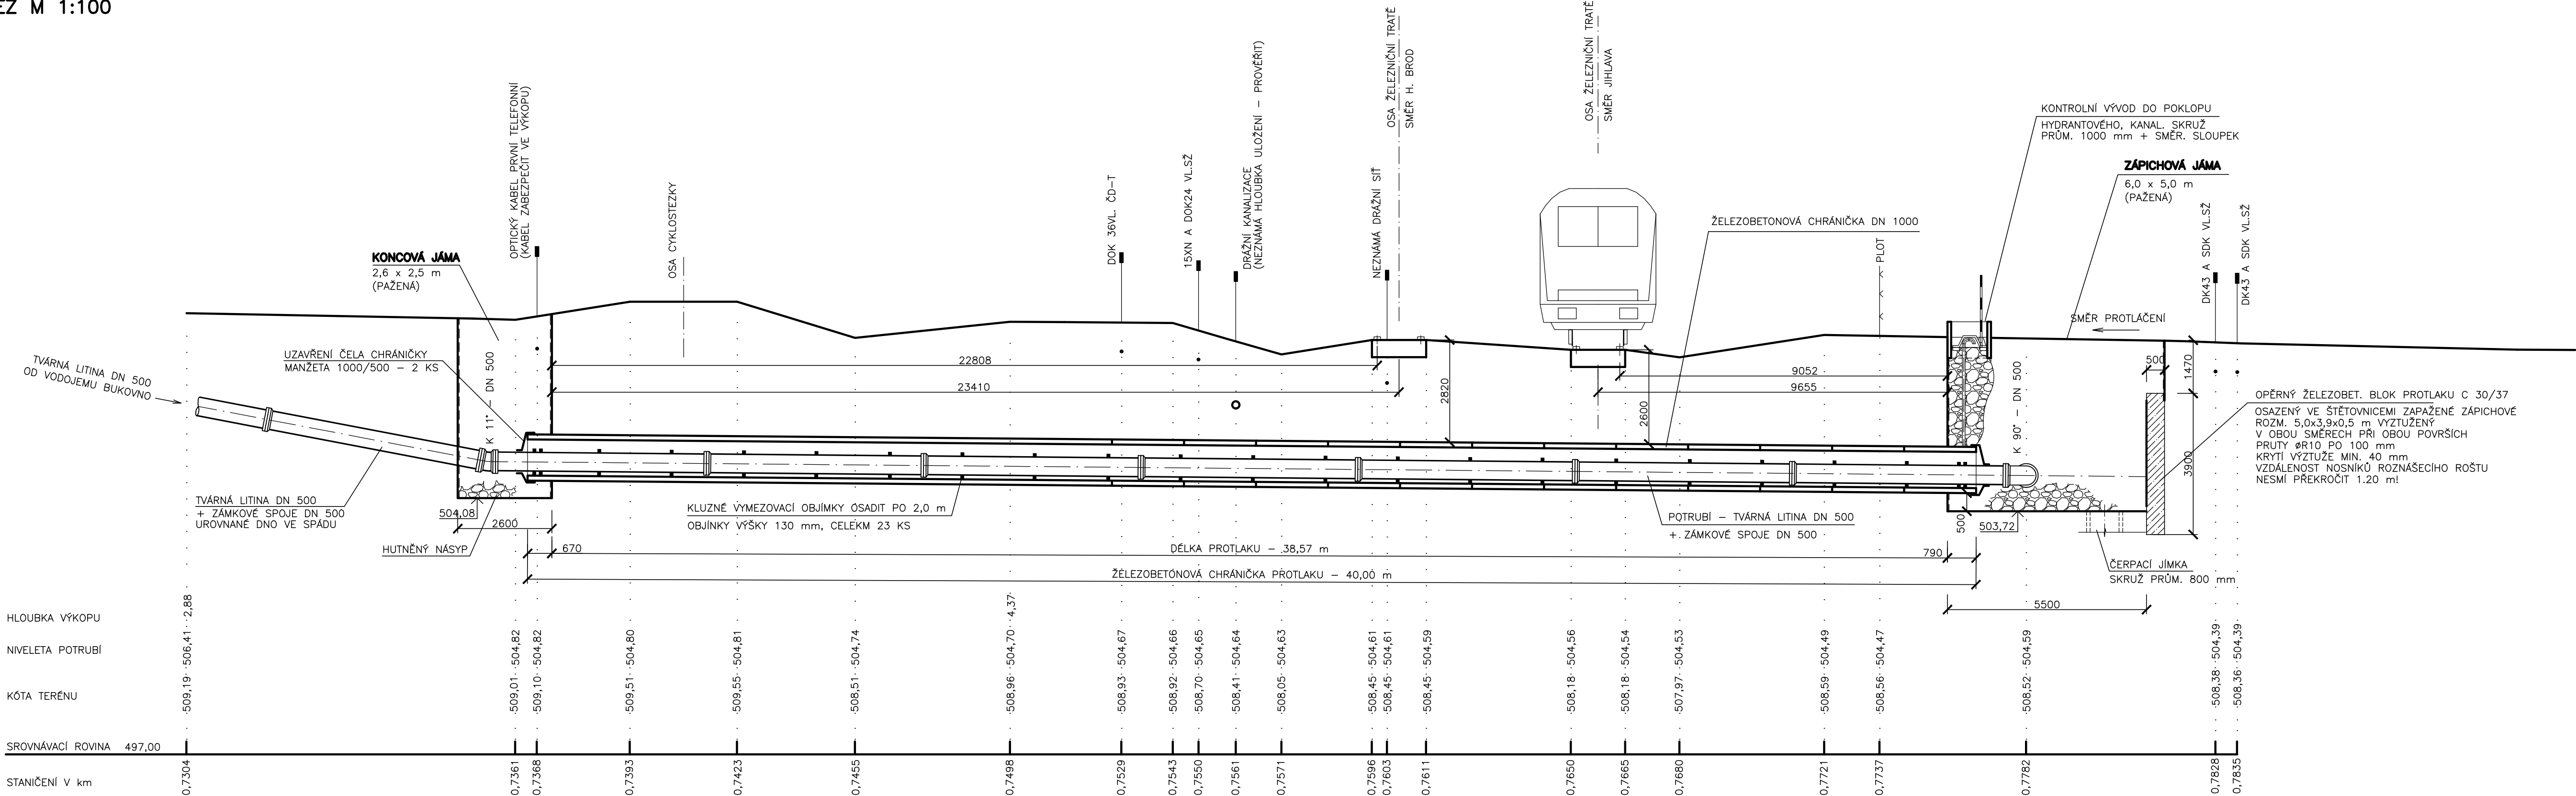 EZ M 1:100
OPTICKÝ KABEL PRVNÍ TELEFONNÍ
(KABEL ZABEZPEČIT VE VÝKOPU)
OSA CYKLOSTEZKY
DOK 36VL. ČD-T
15XN A DOK24 VL.SŽ
DRÁŽNÍ KANALIZACE
(NEZNÁMÁ HLOUBKA ULOŽENÍ - PROVĚŘIT)
NEZNÁMÁ DRÁŽNÍ SÍŤ
OSA ŽELEZNIČNÍ TRATĚ
SMĚR H. BROD
OSA ŽELEZNIČNÍ TRATĚ
SMĚR JIHLAVA
PLOT
KONTROLNÍ VÝVOD DO POKLOPU
HYDRANTOVÉHO, KANAL. SKRUŽ
PRŮM. 1000 mm + SMĚR. SLOUPEK
ZÁPICHOVÁ JÁMA
6,0 x 5,0 m
(PAŽENÁ)
DK43 A SDK VL.SŽ
DK43 A SDK VL.SŽ
KONCOVÁ JÁMA
2,6 x 2,5 m
(PAŽENÁ)
ŽELEZOBETONOVÁ CHRÁNIČKA DN 1000
SMĚR PROTLÁČENÍ
TVÁRNÁ LITINA DN 500
OD VODOJEMU BUKOVNO
UZAVŘENÍ ČELA CHRÁNIČKY
MANŽETA 1000/500 - 2 KS
K 11° - DN 500
22808
23410
2820
2600
9052
9655
K 90° - DN 500
500
1470
3900
OPĚRNÝ ŽELEZOBET. BLOK PROTLAKU C 30/37
OSAZENÝ VE ŠTĚTOVNICEMI ZAPAŽENÉ ZÁPICHOVÉ
ROZM. 5,0x3,9x0,5 m VYZTUŽENÝ
V OBOU SMĚRECH PŘI OBOU POVRŠÍCH
PRUTY øR10 PO 100 mm
KRYTÍ VÝZTUŽE MIN. 40 mm
VZDÁLENOST NOSNÍKŮ ROZNÁŠECÍHO ROŠTU
NESMÍ PŘEKROČIT 1.20 m!
TVÁRNÁ LITINA DN 500
+ ZÁMKOVÉ SPOJE DN 500
UROVNANÉ DNO VE SPÁDU
504,08
2600
HUTNĚNÝ NÁSYP
KLUZNÉ VYMEZOVACÍ OBJÍMKY OSADIT PO 2,0 m
OBJÍNKY VÝŠKY 130 mm, CELEKM 23 KS
POTRUBÍ - TVÁRNÁ LITINA DN 500
+ ZÁMKOVÉ SPOJE DN 500
500
503,72
670
DÉLKA PROTLAKU - 38,57 m
790
ŽELEZOBETONOVÁ CHRÁNIČKA PROTLAKU - 40,00 m
ČERPACÍ JÍMKA
SKRUŽ PRŮM. 800 mm
5500
HLOUBKA VÝKOPU
2,88 4,37
NIVELETA POTRUBÍ
506,41 504,82 504,82 504,80 504,81 504,74 504,70 504,67 504,66 504,65 504,64 504,63 504,61 504,61 504,59 504,56 504,54 504,53 504,49 504,47 504,59 504,39 504,39
KÓTA TERÉNU
509,19 509,01 509,10 509,51 509,55 508,51 508,96 508,93 508,92 508,70 508,41 508,05 508,45 508,45 508,45 508,18 508,18 507,97 508,59 508,56 508,52 508,38 508,36
SROVNÁVACÍ ROVINA 497,00
STANIČENÍ V km
0,7304 0,7361 0,7368 0,7393 0,7423 0,7455 0,7498 0,7529 0,7543 0,7550 0,7561 0,7571 0,7596 0,7603 0,7611 0,7650 0,7665 0,7680 0,7721 0,7737 0,7782 0,7828 0,7835